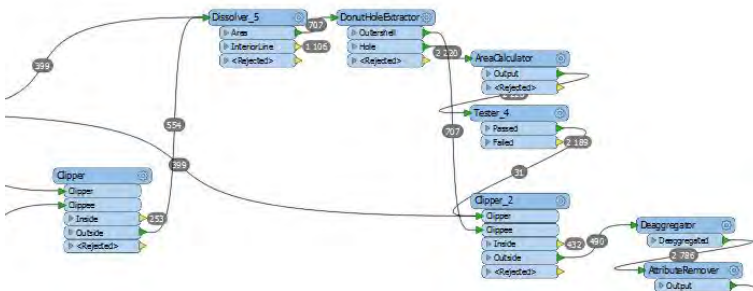 Dissolver_5
Area
InteriorLine
<Rejected>
707
1 106
DonutHoleExtractor
Outershell
Hole
<Rejected>
2 220
AreaCalculator
Output
<Rejected>
Tester_4
Passed
Failed
2 189
399
554
399
707
31
Clipper
Clipper
Clippee
Inside
Outside
<Rejected>
253
Clipper_2
Clipper
Clippee
Inside
Outside
<Rejected>
432
490
Deaggregator
Deaggregated
2 786
AttributeRemover
Output